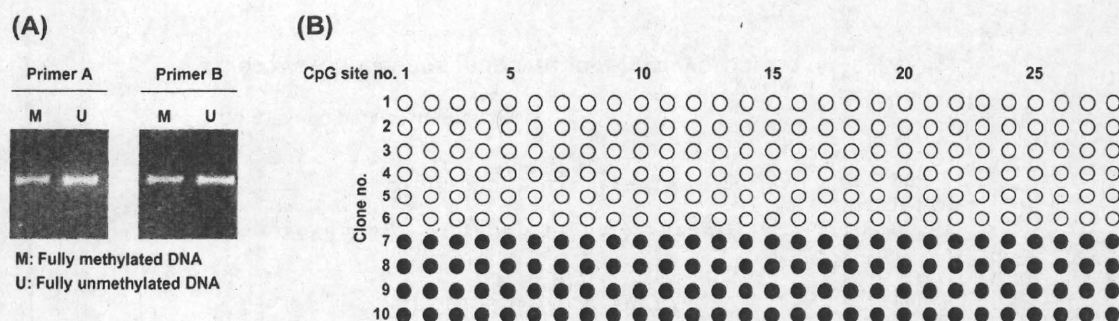 (A)
Primer A
Primer B
M U
M U
M: Fully methylated DNA
U: Fully unmethylated DNA
(B)
CpG site no. 1 5 10 15 20 25
Clone no.
1
2
3
4
5
6
7
8
9
10